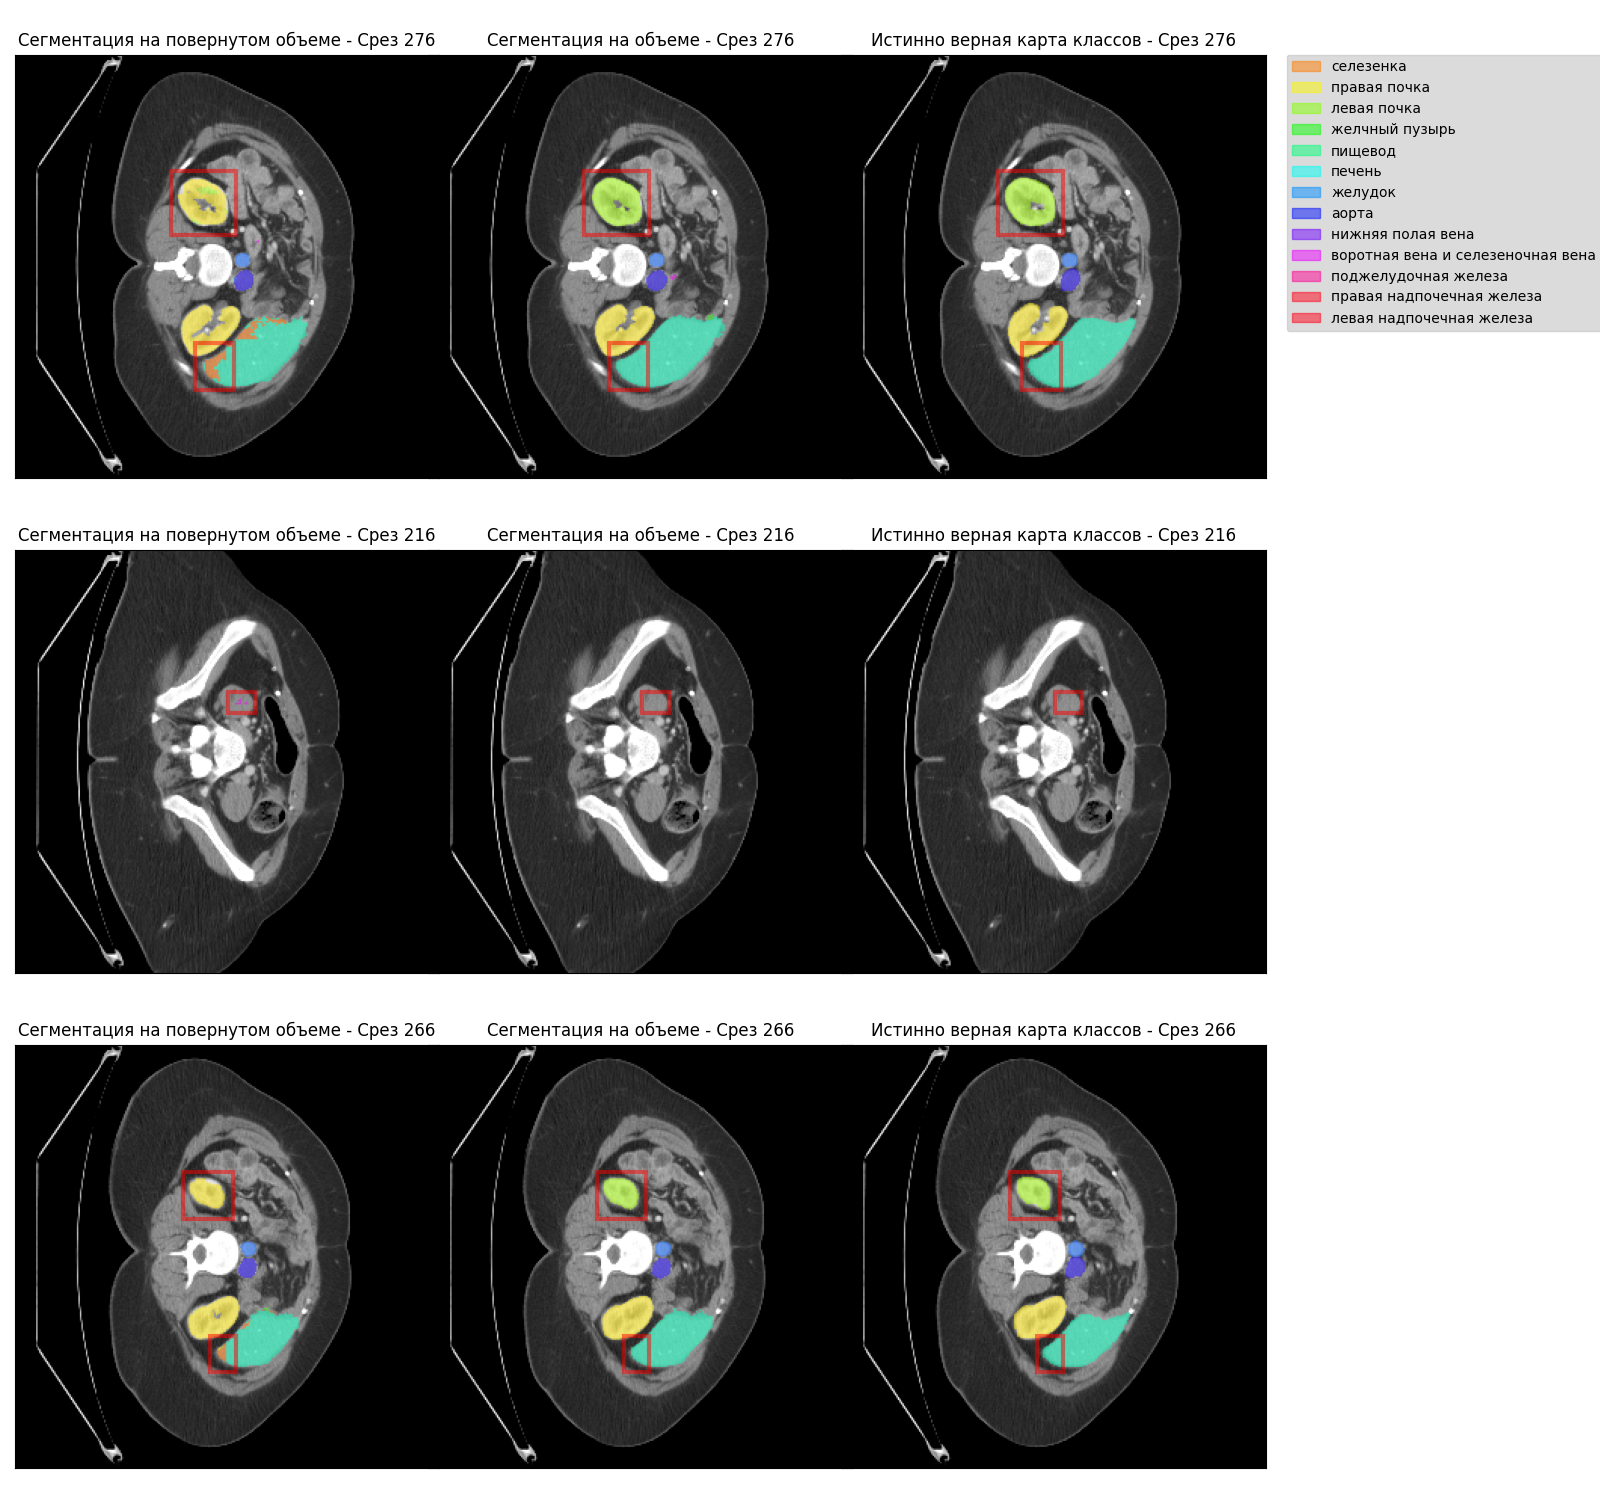 Сегментация на повернутом объеме - Срез 276
Сегментация на объеме - Срез 276
Истинно верная карта классов - Срез 276
селезенка
правая почка
левая почка
желчный пузырь
пищевод
печень
желудок
аорта
нижняя полая вена
воротная вена и селезеночная вена
поджелудочная железа
правая надпочечная железа
левая надпочечная железа
Сегментация на повернутом объеме - Срез 216
Сегментация на объеме - Срез 216
Истинно верная карта классов - Срез 216
Сегментация на повернутом объеме - Срез 266
Сегментация на объеме - Срез 266
Истинно верная карта классов - Срез 266